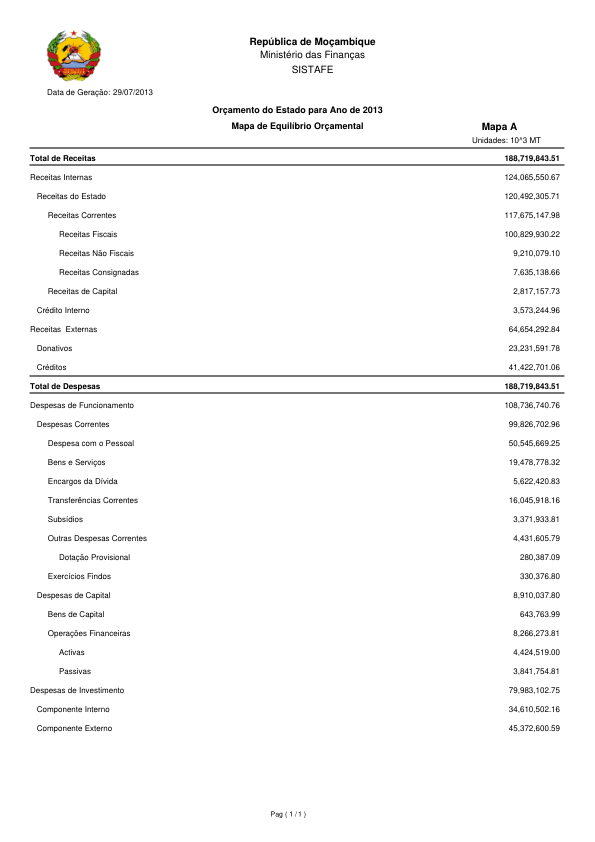 República de Moçambique
Ministério das Finanças
SISTAFE
Data de Geração: 29/07/2013
Orçamento do Estado para Ano de 2013
Mapa de Equilíbrio Orçamental Mapa A
Unidades: 10^3 MT
Total de Receitas 188,719,843.51
Receitas Internas 124,065,550.67
Receitas do Estado 120,492,305.71
Receitas Correntes 117,675,147.98
Receitas Fiscais 100,829,930.22
Receitas Não Fiscais 9,210,079.10
Receitas Consignadas 7,635,138.66
Receitas de Capital 2,817,157.73
Crédito Interno 3,573,244.96
Receitas Externas 64,654,292.84
Donativos 23,231,591.78
Créditos 41,422,701.06
Total de Despesas 188,719,843.51
Despesas de Funcionamento 108,736,740.76
Despesas Correntes 99,826,702.96
Despesa com o Pessoal 50,545,669.25
Bens e Serviços 19,478,778.32
Encargos da Dívida 5,622,420.83
Transferências Correntes 16,045,918.16
Subsídios 3,371,933.81
Outras Despesas Correntes 4,431,605.79
Dotação Provisional 280,387.09
Exercícios Findos 330,376.80
Despesas de Capital 8,910,037.80
Bens de Capital 643,763.99
Operações Financeiras 8,266,273.81
Activas 4,424,519.00
Passivas 3,841,754.81
Despesas de Investimento 79,983,102.75
Componente Interno 34,610,502.16
Componente Externo 45,372,600.59
Pag ( 1 / 1 )